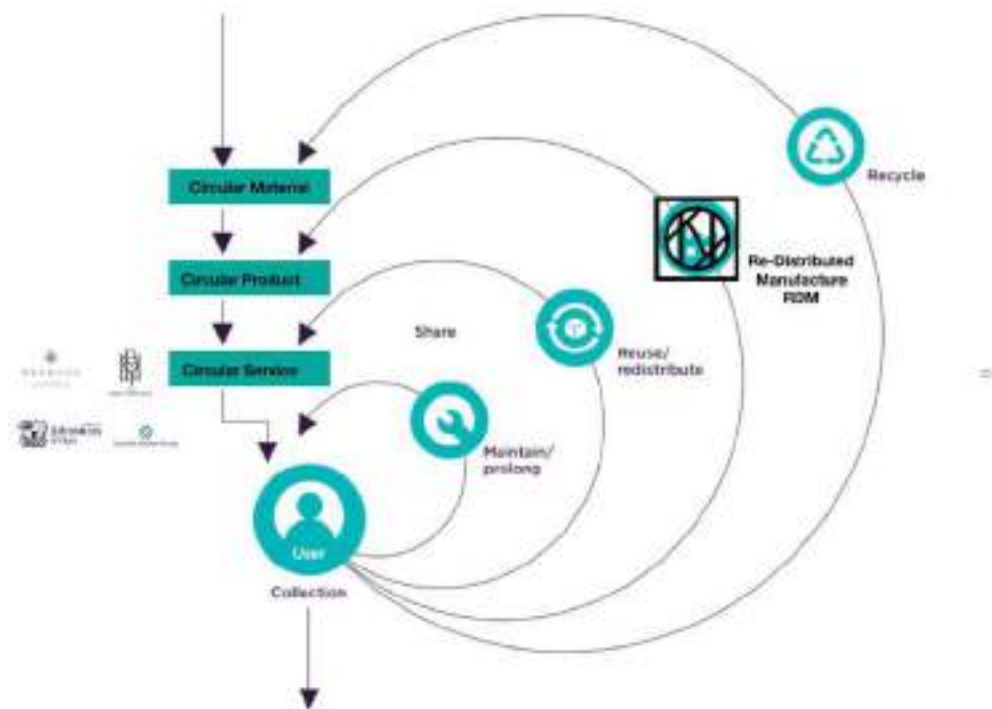 Circular Material
Recycle
Re-Distributed
Manufacture
RDM
Circular Product
Share
Reuse/
redistribute
Circular Service
Maintain/
prolong
User
Collection